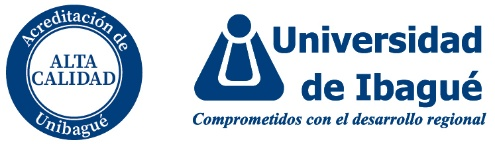 Acreditación de
ALTA
CALIDAD
Unibagué
Universidad
de Ibagué
Comprometidos con el desarrollo regional